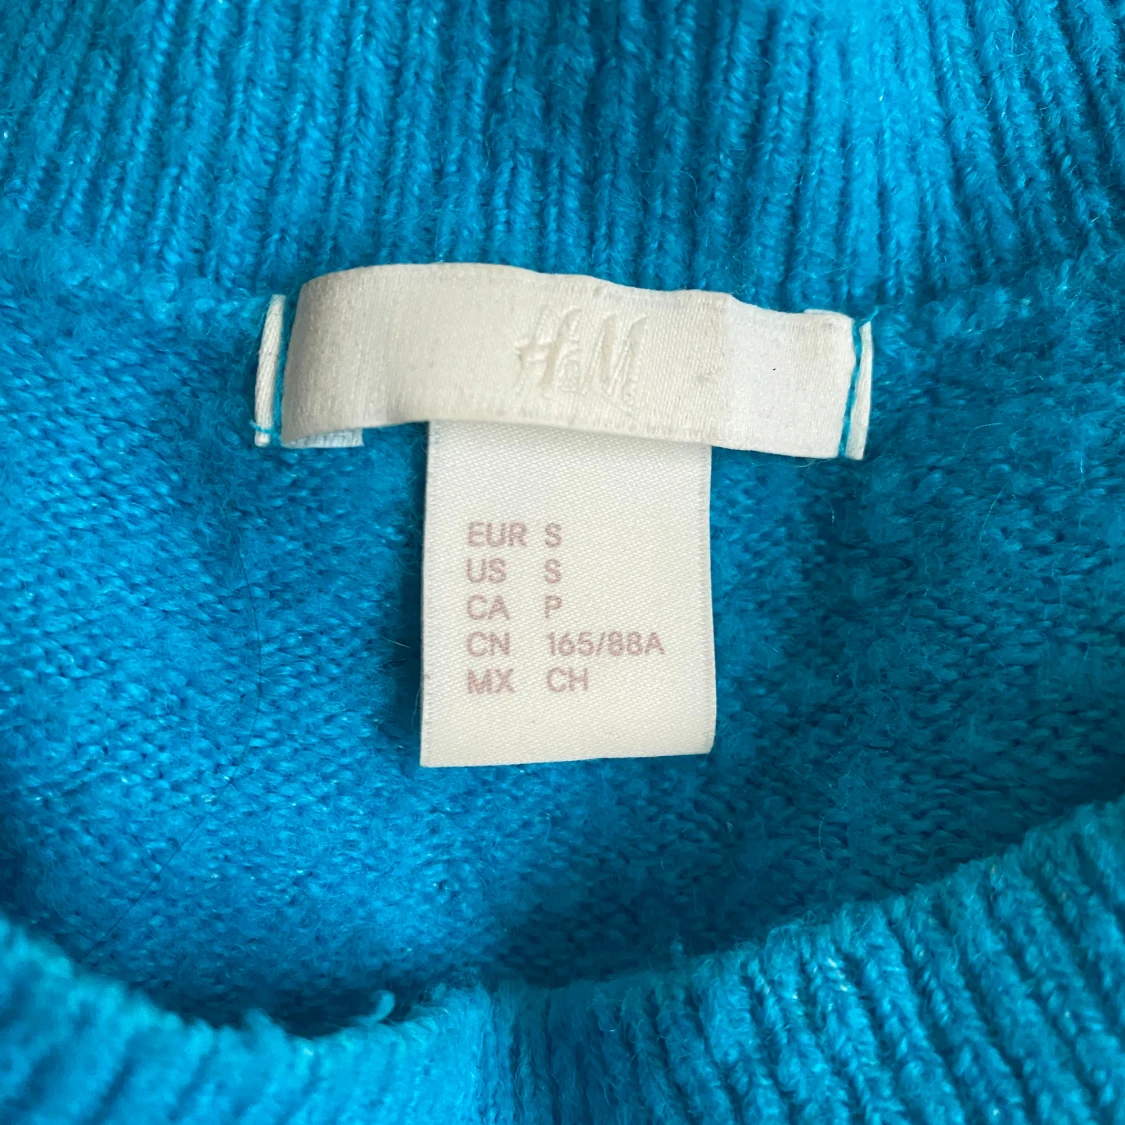 H&M
EUR S
US S
CA P
CN 165/88A
MX CH